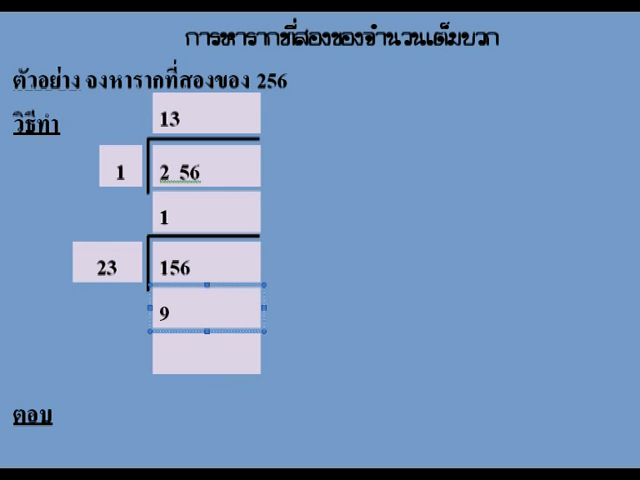 การหารากที่สองของจำนวนเต็มบวก
ตัวอย่าง จงหารากที่สองของ 256
วิธีทำ
13
1
2 56
1
23
156
9
ตอบ